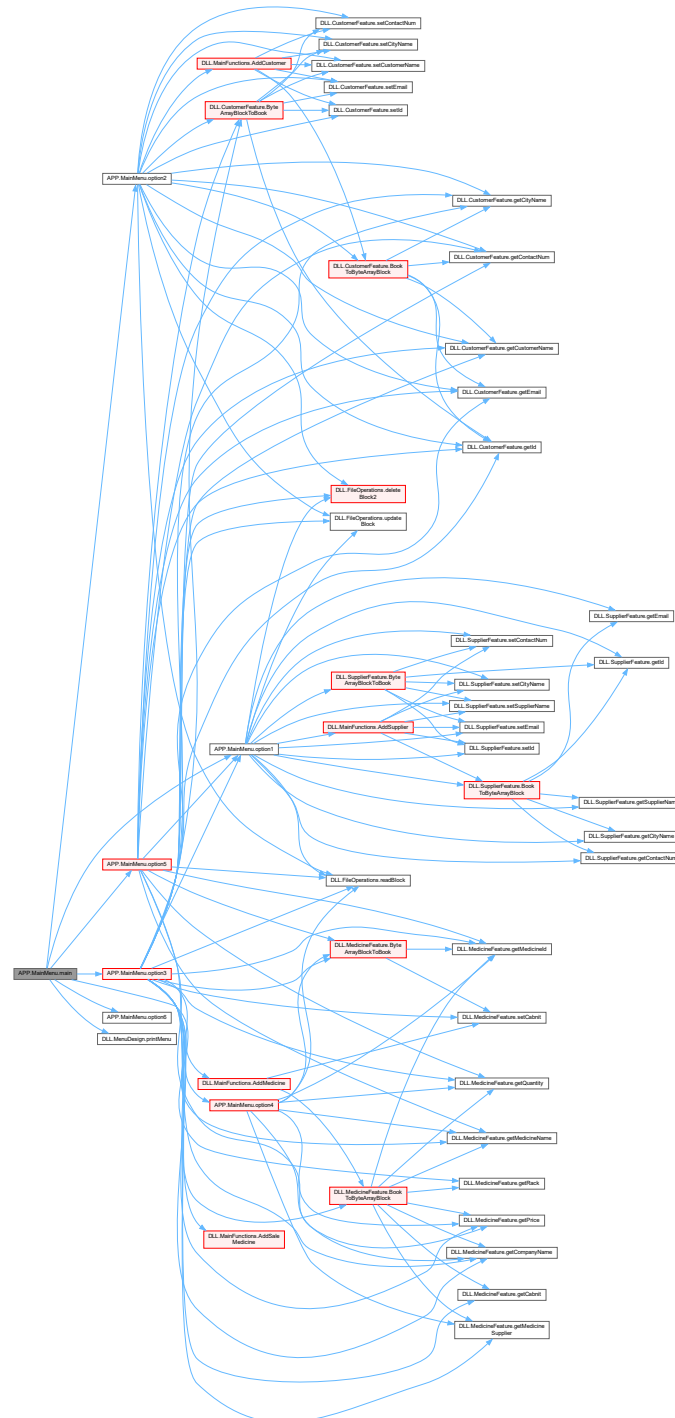 DLL.CustomerFeature.setContactNum
DLL.CustomerFeature.setCityName
DLL.MainFunctions.AddCustomer
DLL.CustomerFeature.setCustomerName
DLL.CustomerFeature.setEmail
DLL.CustomerFeature.Byte
ArrayBlockToBook
DLL.CustomerFeature.setId
APP.MainMenu.option2
DLL.CustomerFeature.getCityName
DLL.CustomerFeature.getContactNum
DLL.CustomerFeature.Book
ToByteArrayBlock
DLL.CustomerFeature.getCustomerName
DLL.CustomerFeature.getEmail
DLL.CustomerFeature.getId
DLL.FileOperations.delete
Block2
DLL.FileOperations.update
Block
DLL.SupplierFeature.getEmail
DLL.SupplierFeature.setContactNum
DLL.SupplierFeature.getId
DLL.SupplierFeature.Byte
ArrayBlockToBook
DLL.SupplierFeature.setCityName
DLL.SupplierFeature.setSupplierName
DLL.MainFunctions.AddSupplier
DLL.SupplierFeature.setEmail
APP.MainMenu.option1
DLL.SupplierFeature.setId
DLL.SupplierFeature.Book
ToByteArrayBlock
DLL.SupplierFeature.getSupplierName
DLL.SupplierFeature.getCityName
DLL.SupplierFeature.getContactNum
APP.MainMenu.option5
DLL.FileOperations.readBlock
DLL.MedicineFeature.Byte
ArrayBlockToBook
DLL.MedicineFeature.getMedicineId
APP.MainMenu.main
APP.MainMenu.option3
APP.MainMenu.option6
DLL.MedicineFeature.setCabnit
DLL.MenuDesign.printMenu
DLL.MainFunctions.AddMedicine
DLL.MedicineFeature.getQuantity
APP.MainMenu.option4
DLL.MedicineFeature.getMedicineName
DLL.MedicineFeature.getRack
DLL.MedicineFeature.Book
ToByteArrayBlock
DLL.MedicineFeature.getPrice
DLL.MainFunctions.AddSale
Medicine
DLL.MedicineFeature.getCompanyName
DLL.MedicineFeature.getCabnit
DLL.MedicineFeature.getMedicine
Supplier